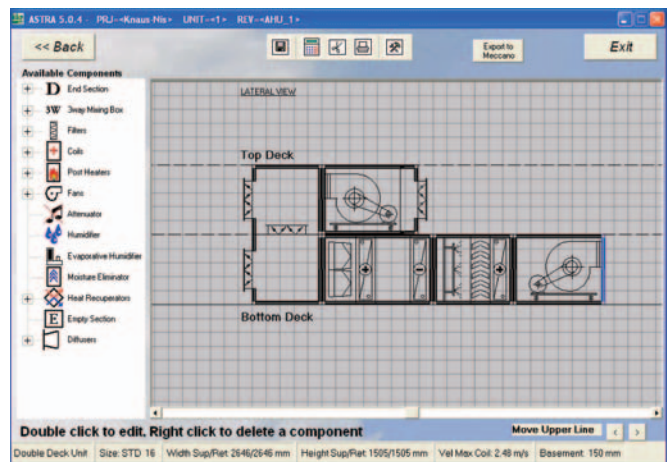 ASTRA 5.0.4 - PRJ-<Knaus-Nis> UNIT-<1> REV-<AHU_1>
<< Back
Export to
Meccano
Exit
Available Components
D End Section
3W 3way Mixing Box
Filters
Coils
Post Heaters
Fans
Attenuator
Humidifier
Evaporative Humidifier
Moisture Eliminator
Heat Recuperators
E Empty Section
Diffusers
LATERAL VIEW
Top Deck
Bottom Deck
Double click to edit. Right click to delete a component
Move Upper Line < >
Double Deck Unit Size: STD 16 Width Sup/Ret 2646/2646 mm Height Sup/Ret 1505/1505 mm Vel Max Coil: 2.48 m/s Basement: 150 mm